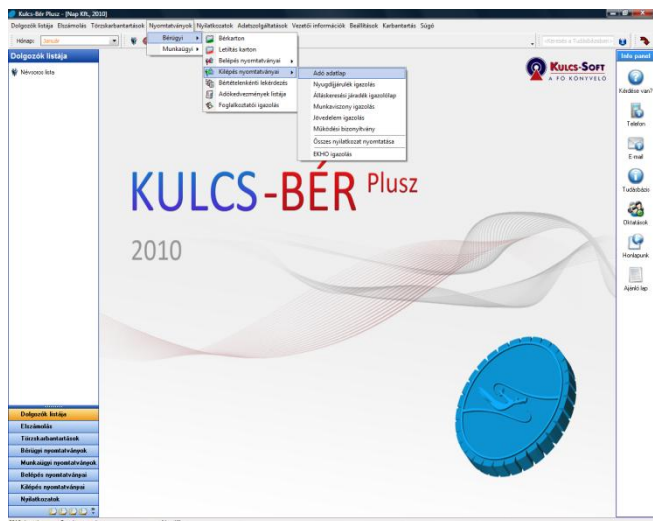 Kulcs-Bér Plusz - [Nap Kft., 2010]
Dolgozók listája Elszámolás Törzskarbantartások Nyomtatványok Nyilatkozatok Adatszolgáltatások Vezetői információk Beállítások Karbantartás Súgó
Hónap: Január
Dolgozók listája
Névsoros lista
Bérügyi
Munkaügyi
Bérkarton
Letiltás karton
Belépés nyomtatványai
Kilépés nyomtatványai
Bértételenkénti lekérdezés
Adókedvezmények listája
Foglalkoztatói igazolás
Adó adatlap
Nyugdíjjárulék igazolás
Álláskeresési járadék igazolólap
Munkaviszony igazolás
Jövedelem igazolás
Működési bizonyítvány
Összes nyilatkozat nyomtatása
EKHO igazolás
KULCS-SOFT
A FŐ KÖNYVELŐ
Info panel
Kérdése van?
Telefon
E-mail
Tudásbázis
Oktatások
Honlapunk
Ajánló lap
KULCS-BÉR Plusz
2010
Dolgozók listája
Elszámolás
Törzskarbantartások
Bérügyi nyomtatványok
Munkaügyi nyomtatványok
Belépés nyomtatványai
Kilépés nyomtatványai
Nyilatkozatok